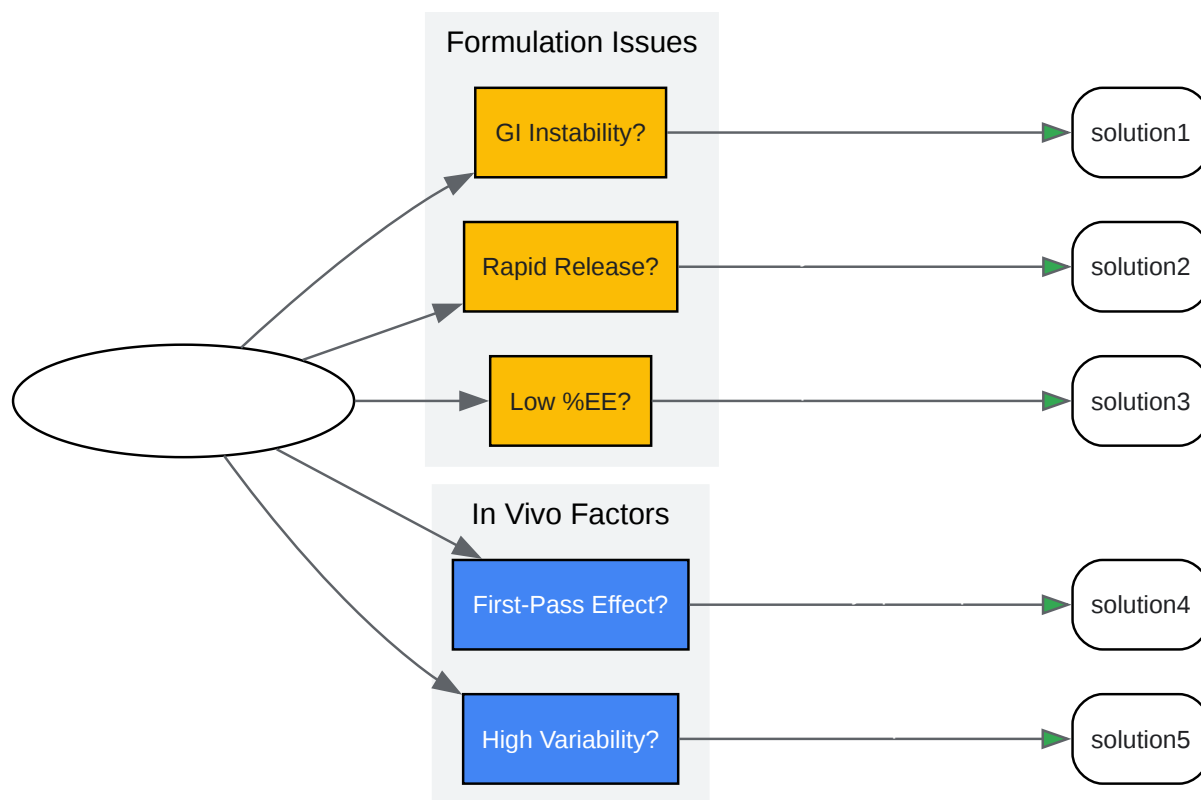 Formulation Issues
GI Instability?
solution1
Rapid Release?
solution2
Low %EE?
solution3
In Vivo Factors
First-Pass Effect?
solution4
High Variability?
solution5